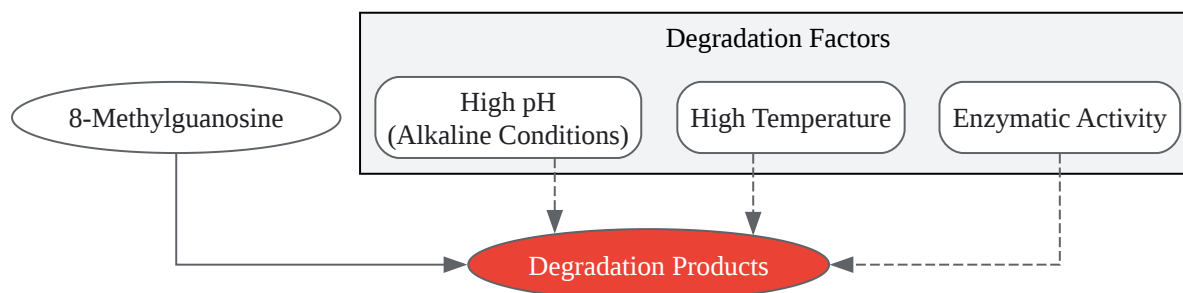 Degradation Factors
8-Methylguanosine
High pH
(Alkaline Conditions)
High Temperature
Enzymatic Activity
Degradation Products